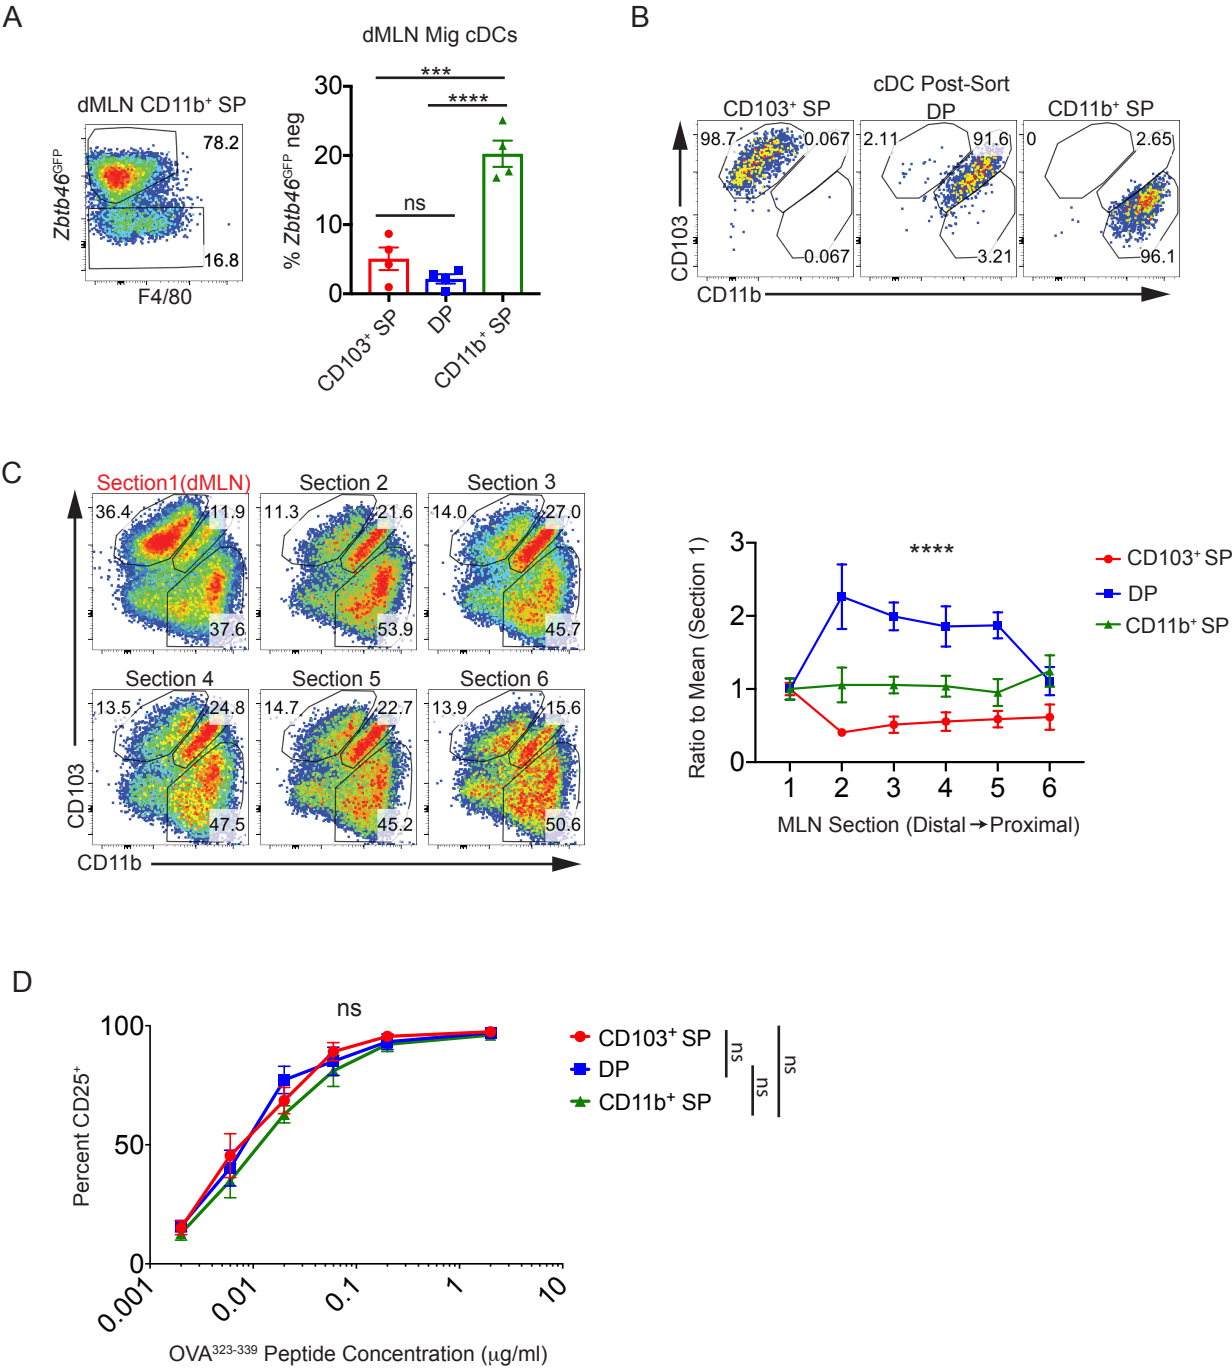 A
dMLN CD11b⁺ SP
78.2
16.8
Zbtb46ᴳᶠᴾ
F4/80
dMLN Mig cDCs
***
****
ns
30
20
10
0
% Zbtb46ᴳᶠᴾ neg
CD103⁺ SP
DP
CD11b⁺ SP
B
cDC Post-Sort
CD103⁺ SP
DP
CD11b⁺ SP
98.7
0.067
0.067
2.11
91.6
3.21
0
2.65
96.1
CD103
CD11b
C
Section1(dMLN)
Section 2
Section 3
36.4
11.9
37.6
11.3
21.6
53.9
14.0
27.0
45.7
Section 4
Section 5
Section 6
13.5
24.8
47.5
14.7
22.7
45.2
13.9
15.6
50.6
CD103
CD11b
Ratio to Mean (Section 1)
3
2
1
0
****
1 2 3 4 5 6
MLN Section (Distal → Proximal)
CD103⁺ SP
DP
CD11b⁺ SP
D
ns
100
50
0
Percent CD25⁺
0.001
0.01
0.1
1
10
OVA³²³⁻³³⁹ Peptide Concentration (μg/ml)
CD103⁺ SP
DP
CD11b⁺ SP
ns
ns
ns